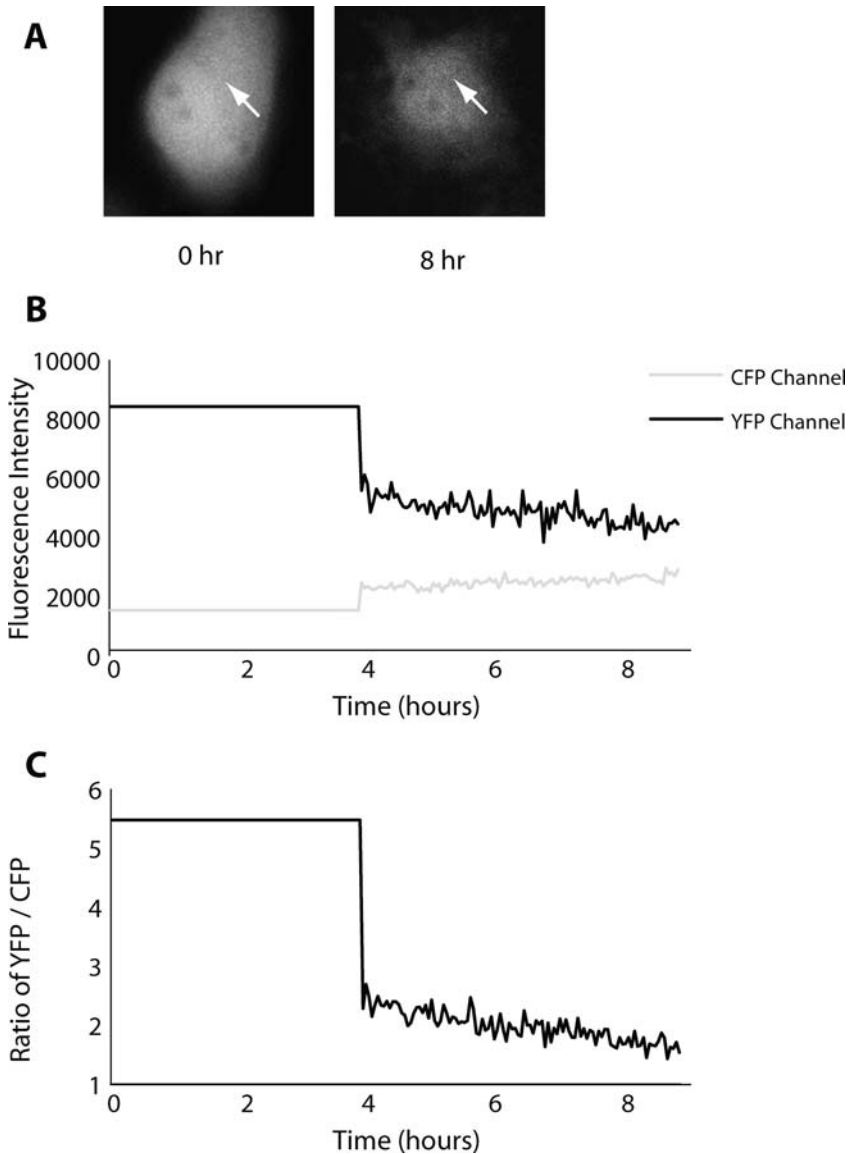 A
0 hr
8 hr
B
10000
8000
6000
4000
2000
0
Fluorescence Intensity
0 2 4 6 8
Time (hours)
CFP Channel
YFP Channel
C
6
5
4
3
2
1
Ratio of YFP / CFP
0 2 4 6 8
Time (hours)